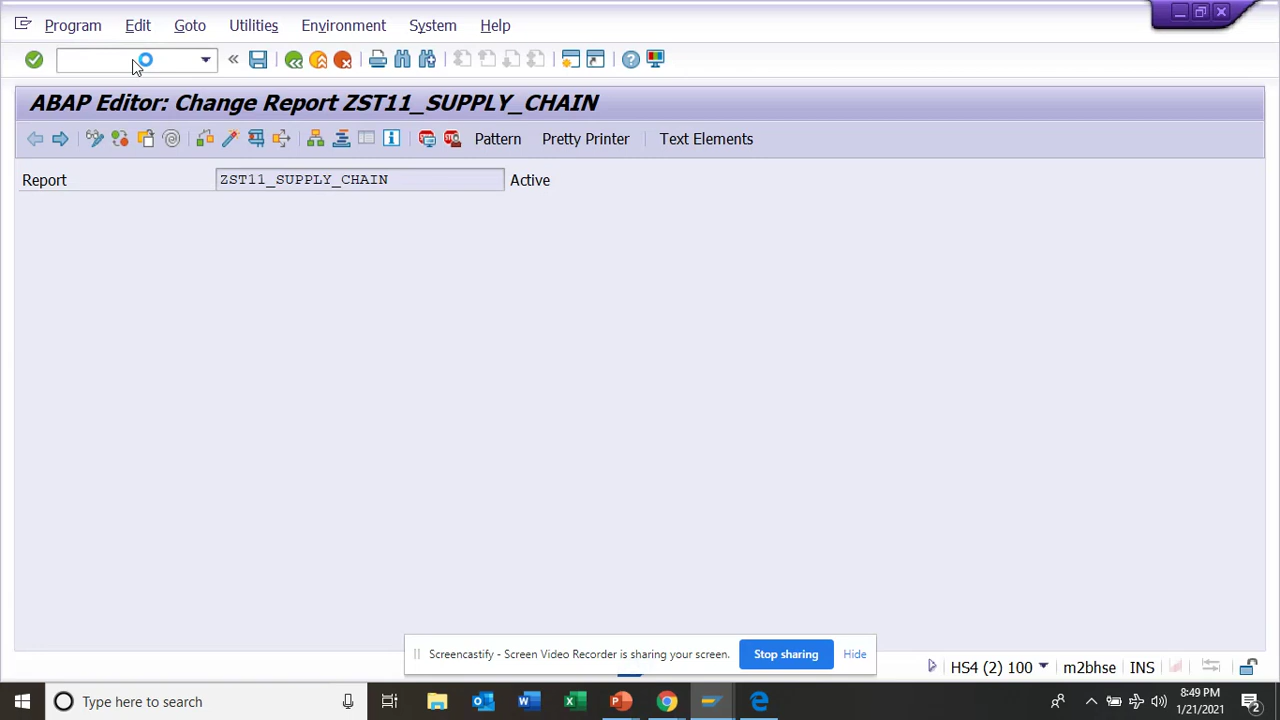 Program Edit Goto Utilities Environment System Help
ABAP Editor: Change Report ZST11_SUPPLY_CHAIN
Pattern Pretty Printer Text Elements
Report ZST11_SUPPLY_CHAIN Active
Screencastify - Screen Video Recorder is sharing your screen. Stop sharing Hide
HS4 (2) 100 m2bhse INS
Type here to search
8:49 PM
1/21/2021
2